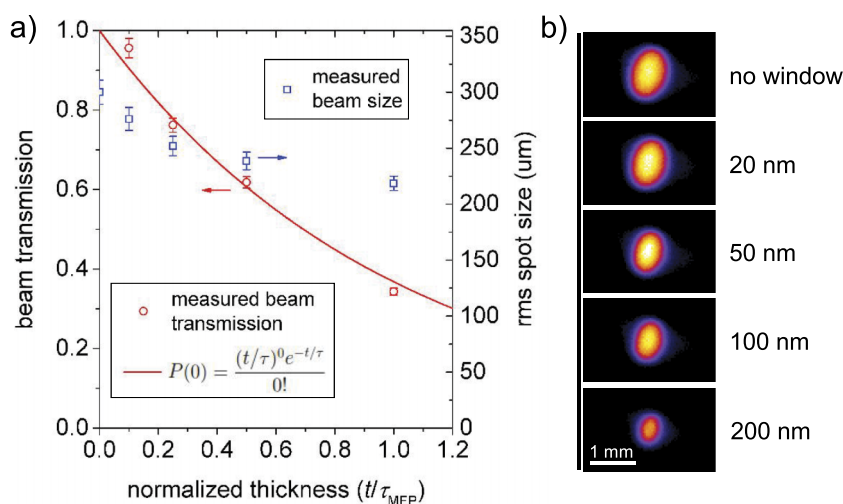 a)
1.0
0.8
0.6
0.4
0.2
0.0
beam transmission
0.0 0.2 0.4 0.6 0.8 1.0 1.2
normalized thickness (t/τ_MFP)
350
300
250
200
150
100
50
0
rms spot size (um)
measured
beam size
measured beam
transmission
P(0) = (t/τ)^0 e^{-t/τ} / 0!
b)
no window
20 nm
50 nm
100 nm
200 nm
1 mm